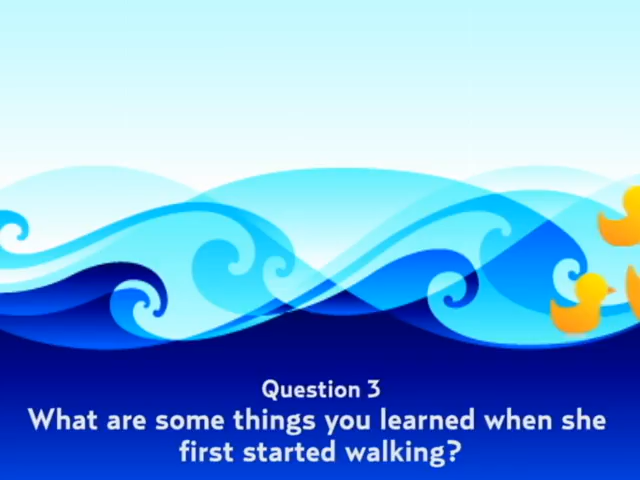 Question 3
What are some things you learned when she
first started walking?